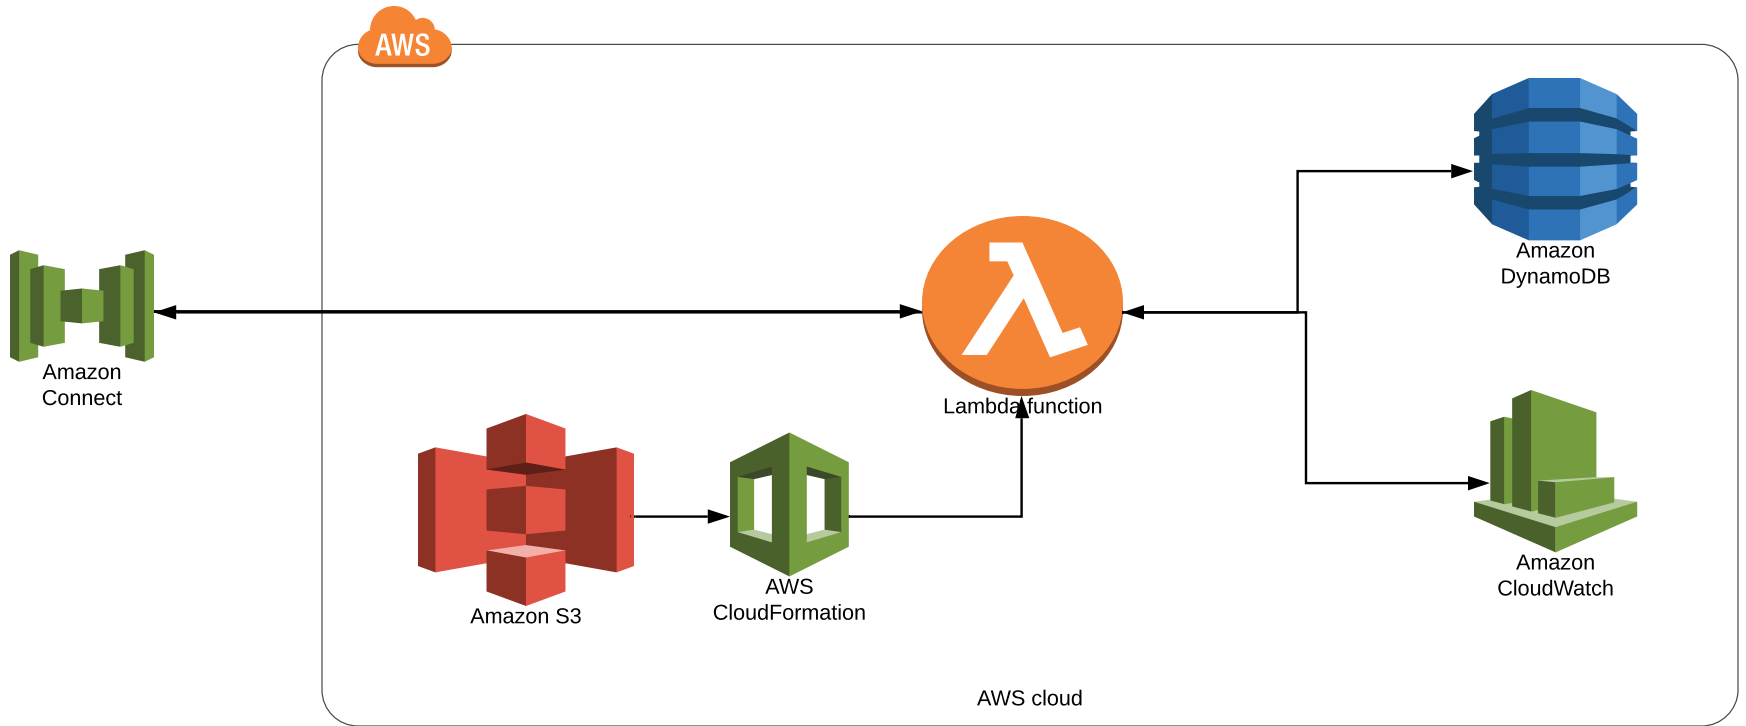 AWS
Amazon
DynamoDB
Amazon
Connect
Lambda function
Amazon S3
AWS
CloudFormation
Amazon
CloudWatch
AWS cloud